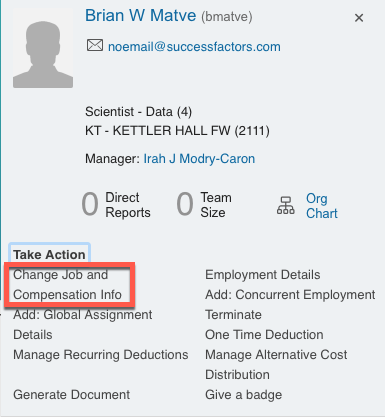 Brian W Matve (bmatve)
noemail@successfactors.com
Scientist - Data (4)
KT - KETTLER HALL FW (2111)
Manager: Irah J Modry-Caron
0 Direct Reports
0 Team Size
Org Chart
Take Action
Change Job and
Compensation Info
Add: Global Assignment
Details
Manage Recurring Deductions
Generate Document
Employment Details
Add: Concurrent Employment
Terminate
One Time Deduction
Manage Alternative Cost
Distribution
Give a badge